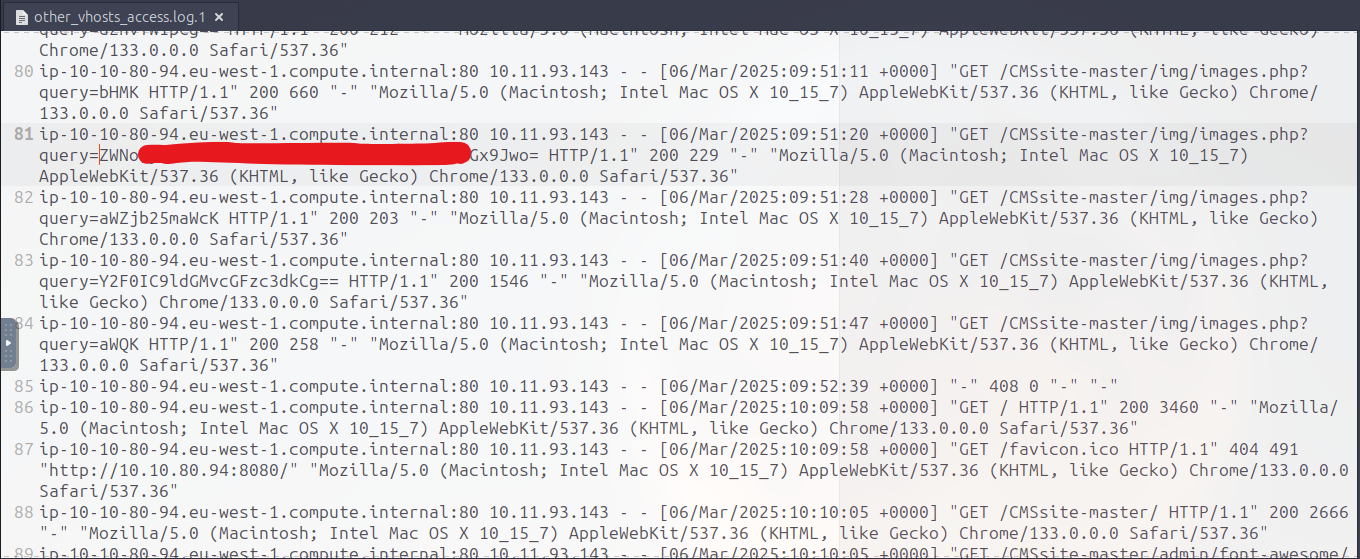 other_vhosts_access.log.1
Chrome/133.0.0.0 Safari/537.36"
80 ip-10-10-80-94.eu-west-1.compute.internal:80 10.11.93.143 - - [06/Mar/2025:09:51:11 +0000] "GET /CMSsite-master/img/images.php?
query=bHMK HTTP/1.1" 200 660 "-" "Mozilla/5.0 (Macintosh; Intel Mac OS X 10_15_7) AppleWebKit/537.36 (KHTML, like Gecko) Chrome/
133.0.0.0 Safari/537.36"
81 ip-10-10-80-94.eu-west-1.compute.internal:80 10.11.93.143 - - [06/Mar/2025:09:51:20 +0000] "GET /CMSsite-master/img/images.php?
query=ZWNo Gx9Jwo= HTTP/1.1" 200 229 "-" "Mozilla/5.0 (Macintosh; Intel Mac OS X 10_15_7)
AppleWebKit/537.36 (KHTML, like Gecko) Chrome/133.0.0.0 Safari/537.36"
82 ip-10-10-80-94.eu-west-1.compute.internal:80 10.11.93.143 - - [06/Mar/2025:09:51:28 +0000] "GET /CMSsite-master/img/images.php?
query=aWZjb25maWcK HTTP/1.1" 200 203 "-" "Mozilla/5.0 (Macintosh; Intel Mac OS X 10_15_7) AppleWebKit/537.36 (KHTML, like Gecko)
Chrome/133.0.0.0 Safari/537.36"
83 ip-10-10-80-94.eu-west-1.compute.internal:80 10.11.93.143 - - [06/Mar/2025:09:51:40 +0000] "GET /CMSsite-master/img/images.php?
query=Y2F0IC9ldGMvcGFzc3dkCg== HTTP/1.1" 200 1546 "-" "Mozilla/5.0 (Macintosh; Intel Mac OS X 10_15_7) AppleWebKit/537.36 (KHTML,
like Gecko) Chrome/133.0.0.0 Safari/537.36"
84 ip-10-10-80-94.eu-west-1.compute.internal:80 10.11.93.143 - - [06/Mar/2025:09:51:47 +0000] "GET /CMSsite-master/img/images.php?
query=aWQK HTTP/1.1" 200 258 "-" "Mozilla/5.0 (Macintosh; Intel Mac OS X 10_15_7) AppleWebKit/537.36 (KHTML, like Gecko) Chrome/
133.0.0.0 Safari/537.36"
85 ip-10-10-80-94.eu-west-1.compute.internal:80 10.11.93.143 - - [06/Mar/2025:09:52:39 +0000] "-" 408 0 "-" "-"
86 ip-10-10-80-94.eu-west-1.compute.internal:80 10.11.93.143 - - [06/Mar/2025:10:09:58 +0000] "GET / HTTP/1.1" 200 3460 "-" "Mozilla/
5.0 (Macintosh; Intel Mac OS X 10_15_7) AppleWebKit/537.36 (KHTML, like Gecko) Chrome/133.0.0.0 Safari/537.36"
87 ip-10-10-80-94.eu-west-1.compute.internal:80 10.11.93.143 - - [06/Mar/2025:10:09:58 +0000] "GET /favicon.ico HTTP/1.1" 404 491
"http://10.10.80.94:8080/" "Mozilla/5.0 (Macintosh; Intel Mac OS X 10_15_7) AppleWebKit/537.36 (KHTML, like Gecko) Chrome/133.0.0.0
Safari/537.36"
88 ip-10-10-80-94.eu-west-1.compute.internal:80 10.11.93.143 - - [06/Mar/2025:10:10:05 +0000] "GET /CMSsite-master/ HTTP/1.1" 200 2666
"-" "Mozilla/5.0 (Macintosh; Intel Mac OS X 10_15_7) AppleWebKit/537.36 (KHTML, like Gecko) Chrome/133.0.0.0 Safari/537.36"
89 ip-10-10-80-94.eu-west-1.compute.internal:80 10.11.93.143 - - [06/Mar/2025:10:10:05 +0000] "GET /CMSsite-master/admin/font-awesome/